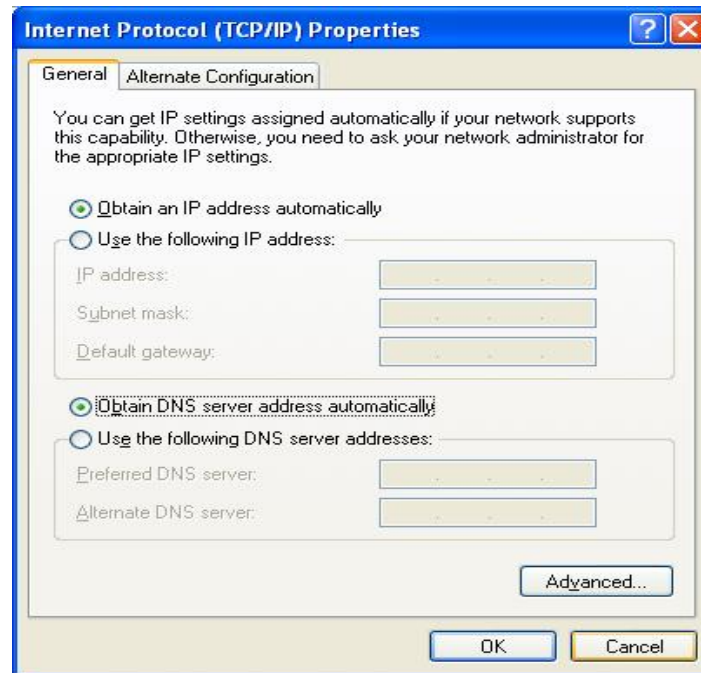 Internet Protocol (TCP/IP) Properties
?
X
General
Alternate Configuration
You can get IP settings assigned automatically if your network supports
this capability. Otherwise, you need to ask your network administrator for
the appropriate IP settings.
Obtain an IP address automatically
Use the following IP address:
IP address:
Subnet mask:
Default gateway:
Obtain DNS server address automatically
Use the following DNS server addresses:
Preferred DNS server:
Alternate DNS server:
Advanced...
OK
Cancel